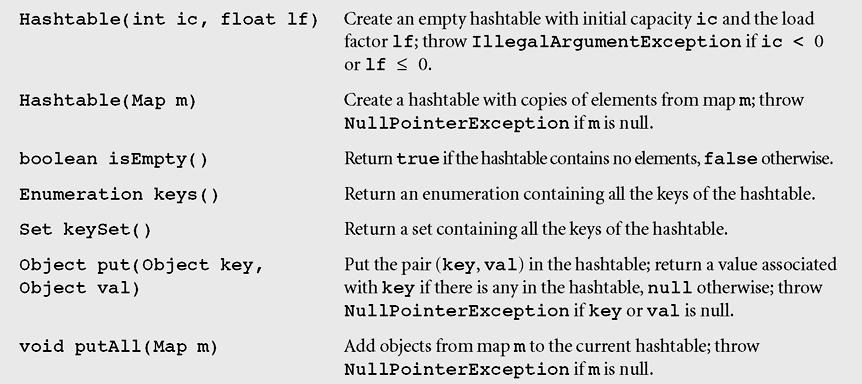 Hashtable(int ic, float lf) Create an empty hashtable with initial capacity ic and the load
factor lf; throw IllegalArgumentException if ic < 0
or lf ≤ 0.
Hashtable(Map m) Create a hashtable with copies of elements from map m; throw
NullPointerException if m is null.
boolean isEmpty() Return true if the hashtable contains no elements, false otherwise.
Enumeration keys() Return an enumeration containing all the keys of the hashtable.
Set keySet() Return a set containing all the keys of the hashtable.
Object put(Object key, Put the pair (key, val) in the hashtable; return a value associated
Object val) with key if there is any in the hashtable, null otherwise; throw
NullPointerException if key or val is null.
void putAll(Map m) Add objects from map m to the current hashtable; throw
NullPointerException if m is null.